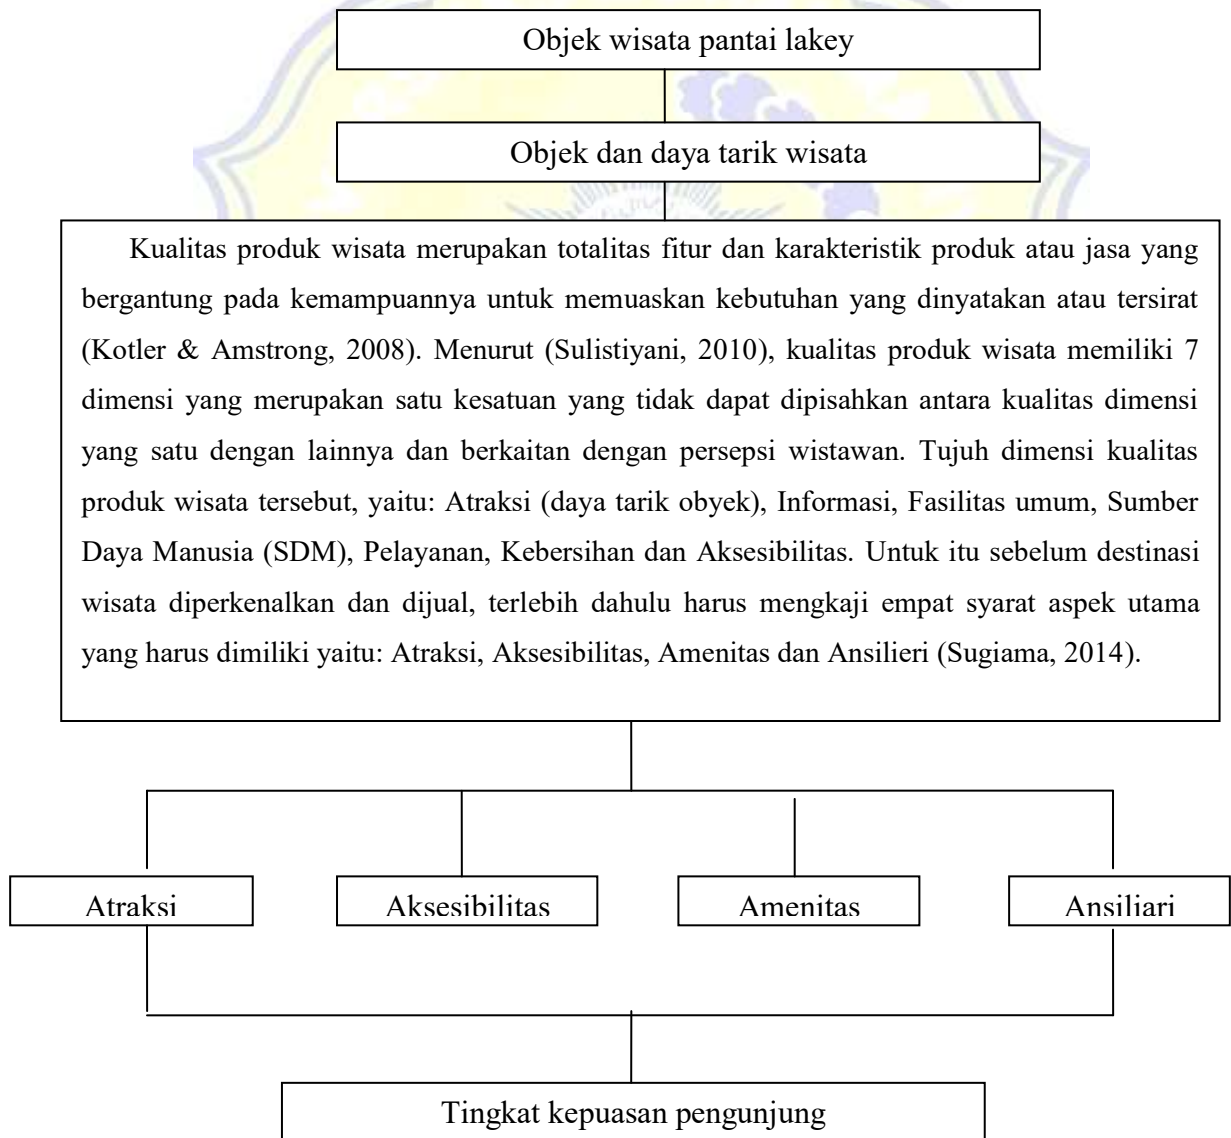 Objek wisata pantai lakey
Objek dan daya tarik wisata
Kualitas produk wisata merupakan totalitas fitur dan karakteristik produk atau jasa yang
bergantung pada kemampuannya untuk memuaskan kebutuhan yang dinyatakan atau tersirat
(Kotler & Amstrong, 2008). Menurut (Sulistiyani, 2010), kualitas produk wisata memiliki 7
dimensi yang merupakan satu kesatuan yang tidak dapat dipisahkan antara kualitas dimensi
yang satu dengan lainnya dan berkaitan dengan persepsi wistawan. Tujuh dimensi kualitas
produk wisata tersebut, yaitu: Atraksi (daya tarik obyek), Informasi, Fasilitas umum, Sumber
Daya Manusia (SDM), Pelayanan, Kebersihan dan Aksesibilitas. Untuk itu sebelum destinasi
wisata diperkenalkan dan dijual, terlebih dahulu harus mengkaji empat syarat aspek utama
yang harus dimiliki yaitu: Atraksi, Aksesibilitas, Amenitas dan Ansilieri (Sugiama, 2014).
Atraksi
Aksesibilitas
Amenitas
Ansiliari
Tingkat kepuasan pengunjung